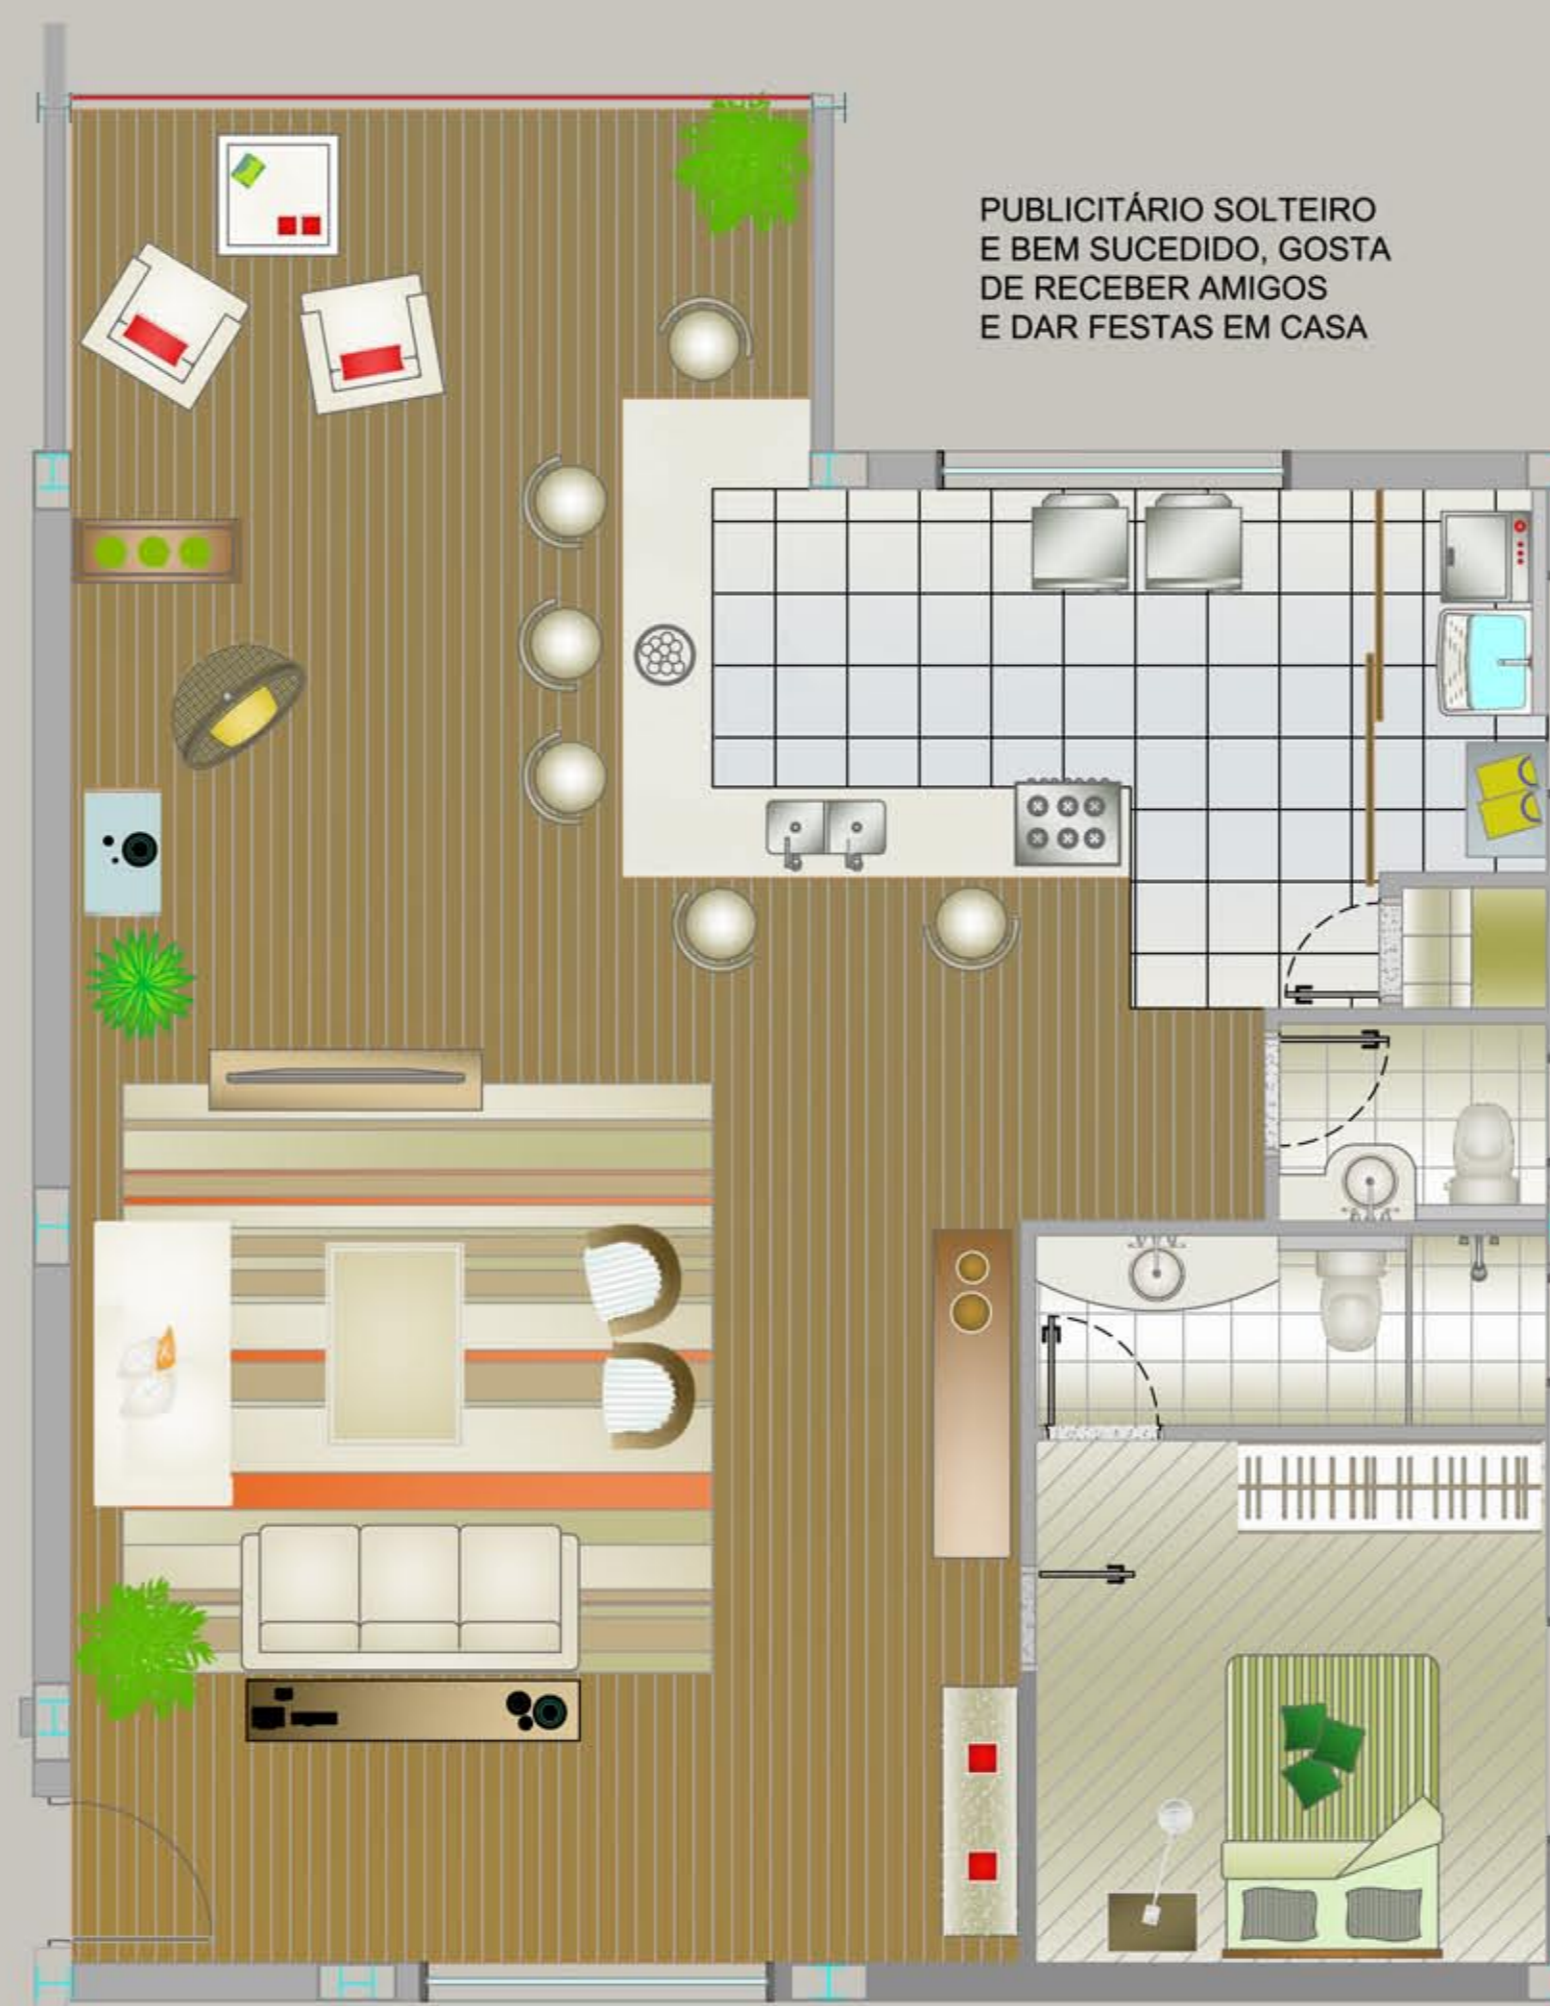 PUBLICITÁRIO SOLTEIRO
E BEM SUCEDIDO, GOSTA
DE RECEBER AMIGOS
E DAR FESTAS EM CASA